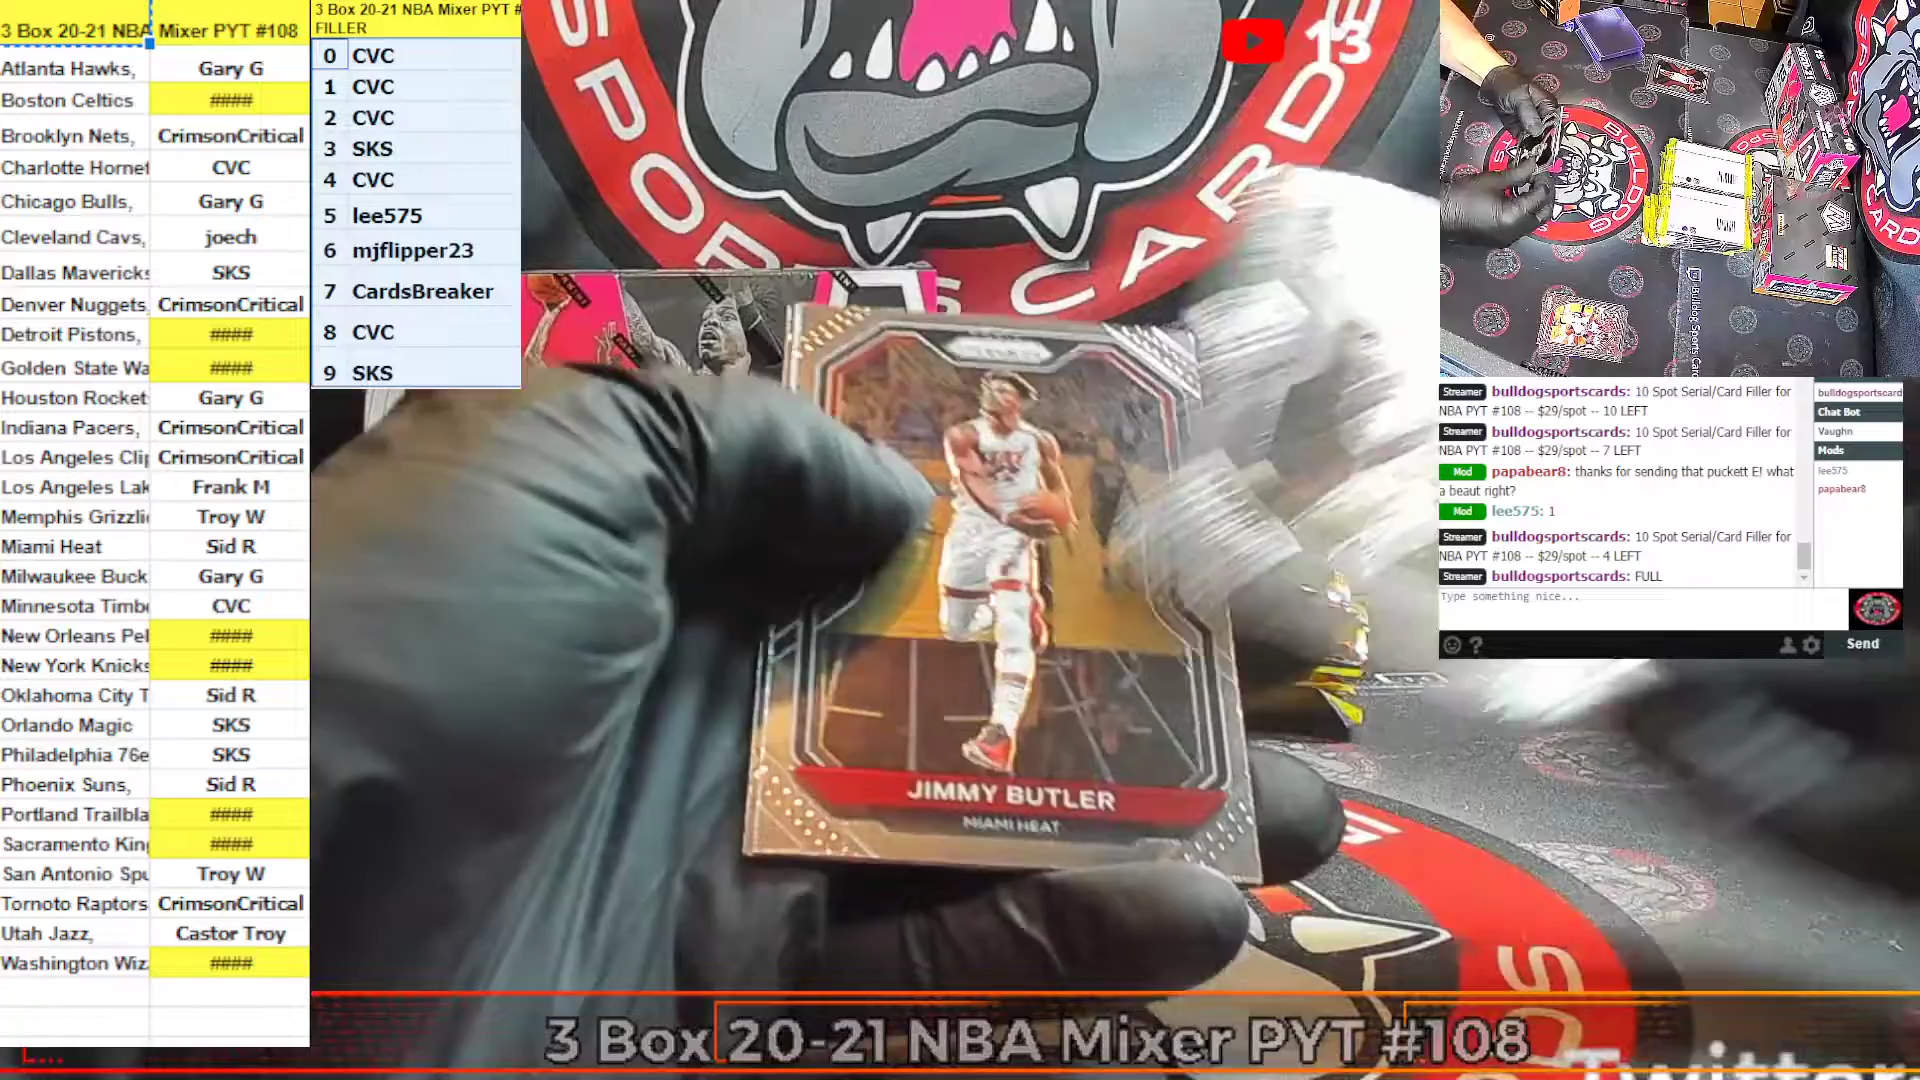 3 Box 20-21 NBA Mixer PYT #108
Atlanta Hawks, Gary G
Boston Celtics ####
Brooklyn Nets, CrimsonCritical
Charlotte Hornet CVC
Chicago Bulls, Gary G
Cleveland Cavs, joech
Dallas Mavericks SKS
Denver Nuggets, CrimsonCritical
Detroit Pistons, ####
Golden State Wa ####
Houston Rocket Gary G
Indiana Pacers, CrimsonCritical
Los Angeles Clip CrimsonCritical
Los Angeles Lak Frank M
Memphis Grizzli Troy W
Miami Heat Sid R
Milwaukee Buck Gary G
Minnesota Timbe CVC
New Orleans Pel ####
New York Knicks ####
Oklahoma City T Sid R
Orlando Magic SKS
Philadelphia 76e SKS
Phoenix Suns, Sid R
Portland Trailbla ####
Sacramento King ####
San Antonio Spu Troy W
Tornoto Raptors CrimsonCritical
Utah Jazz, Castor Troy
Washington Wiz ####
3 Box 20-21 NBA Mixer PYT #
FILLER
0 CVC
1 CVC
2 CVC
3 SKS
4 CVC
5 lee575
6 mjflipper23
7 CardsBreaker
8 CVC
9 SKS
SPORTS CARDS
13
JIMMY BUTLER
MIAMI HEAT
BULLDOG
CARDS
Streamer bulldogsportscards: 10 Spot Serial/Card Filler for
NBA PYT #108 -- $29/spot -- 10 LEFT
Streamer bulldogsportscards: 10 Spot Serial/Card Filler for
NBA PYT #108 -- $29/spot -- 7 LEFT
Mod papabear8: thanks for sending that puckett E! what
a beaut right?
Mod lee575: 1
Streamer bulldogsportscards: 10 Spot Serial/Card Filler for
NBA PYT #108 -- $29/spot -- 4 LEFT
Streamer bulldogsportscards: FULL
bulldogsportscard
Chat Bot
Vaughn
Mods
lee575
papabear8
Type something nice...
Send
3 Box 20-21 NBA Mixer PYT #108
Twitter